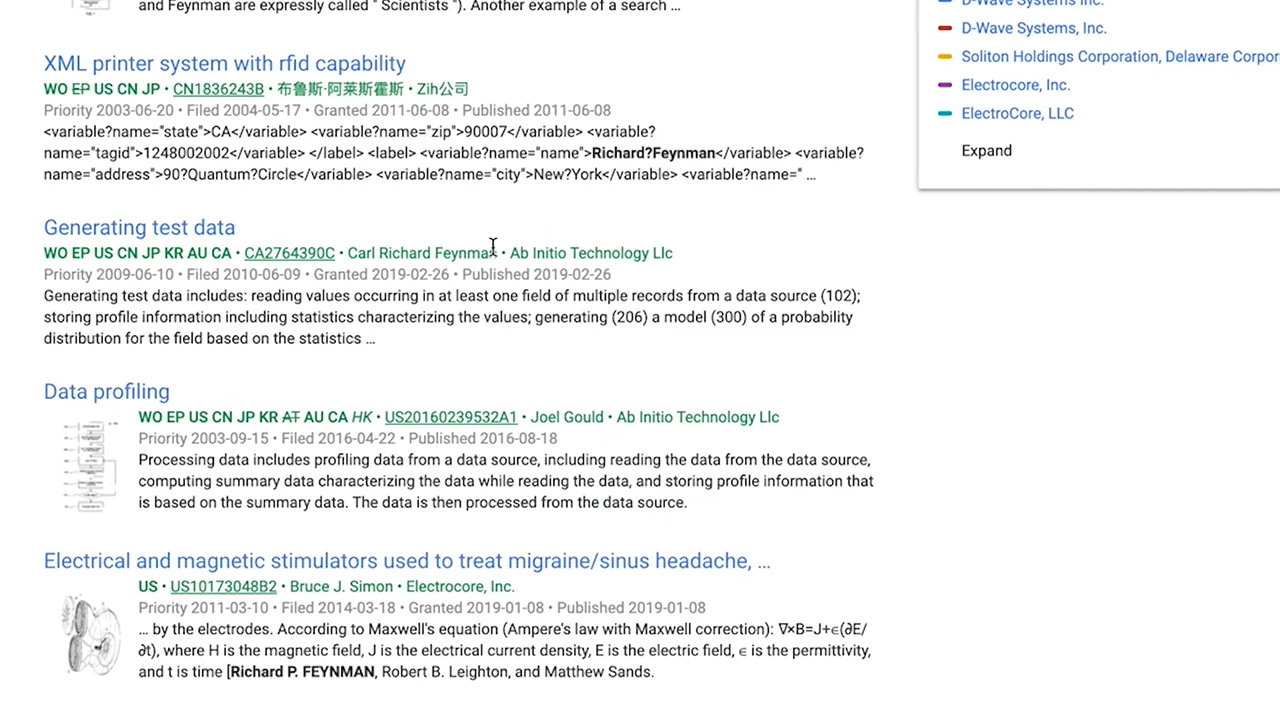 and Feynman are expressly called " Scientists "). Another example of a search …
XML printer system with rfid capability
WO EP US CN JP • CN1836243B • 布鲁斯·阿莱斯霍斯 • Zih公司
Priority 2003-06-20 • Filed 2004-05-17 • Granted 2011-06-08 • Published 2011-06-08
<variable?name="state">CA</variable> <variable?name="zip">90007</variable> <variable?
name="tagid">1248002002</variable> </label> <label> <variable?name="name">Richard?Feynman</variable> <variable?
name="address">90?Quantum?Circle</variable> <variable?name="city">New?York</variable> <variable?name=" …
Generating test data
WO EP US CN JP KR AU CA • CA2764390C • Carl Richard Feynman • Ab Initio Technology Llc
Priority 2009-06-10 • Filed 2010-06-09 • Granted 2019-02-26 • Published 2019-02-26
Generating test data includes: reading values occurring in at least one field of multiple records from a data source (102);
storing profile information including statistics characterizing the values; generating (206) a model (300) of a probability
distribution for the field based on the statistics …
Data profiling
WO EP US CN JP KR AT AU CA HK • US20160239532A1 • Joel Gould • Ab Initio Technology Llc
Priority 2003-09-15 • Filed 2016-04-22 • Published 2016-08-18
Processing data includes profiling data from a data source, including reading the data from the data source,
computing summary data characterizing the data while reading the data, and storing profile information that
is based on the summary data. The data is then processed from the data source.
Electrical and magnetic stimulators used to treat migraine/sinus headache, …
US • US10173048B2 • Bruce J. Simon • Electrocore, Inc.
Priority 2011-03-10 • Filed 2014-03-18 • Granted 2019-01-08 • Published 2019-01-08
… by the electrodes. According to Maxwell's equation (Ampere's law with Maxwell correction): ∇×B=J+∈(∂E/
∂t), where H is the magnetic field, J is the electrical current density, E is the electric field, ∈ is the permittivity,
and t is time [Richard P. FEYNMAN, Robert B. Leighton, and Matthew Sands.
D-Wave Systems Inc.
D-Wave Systems, Inc.
Soliton Holdings Corporation, Delaware Corpor
Electrocore, Inc.
ElectroCore, LLC
Expand